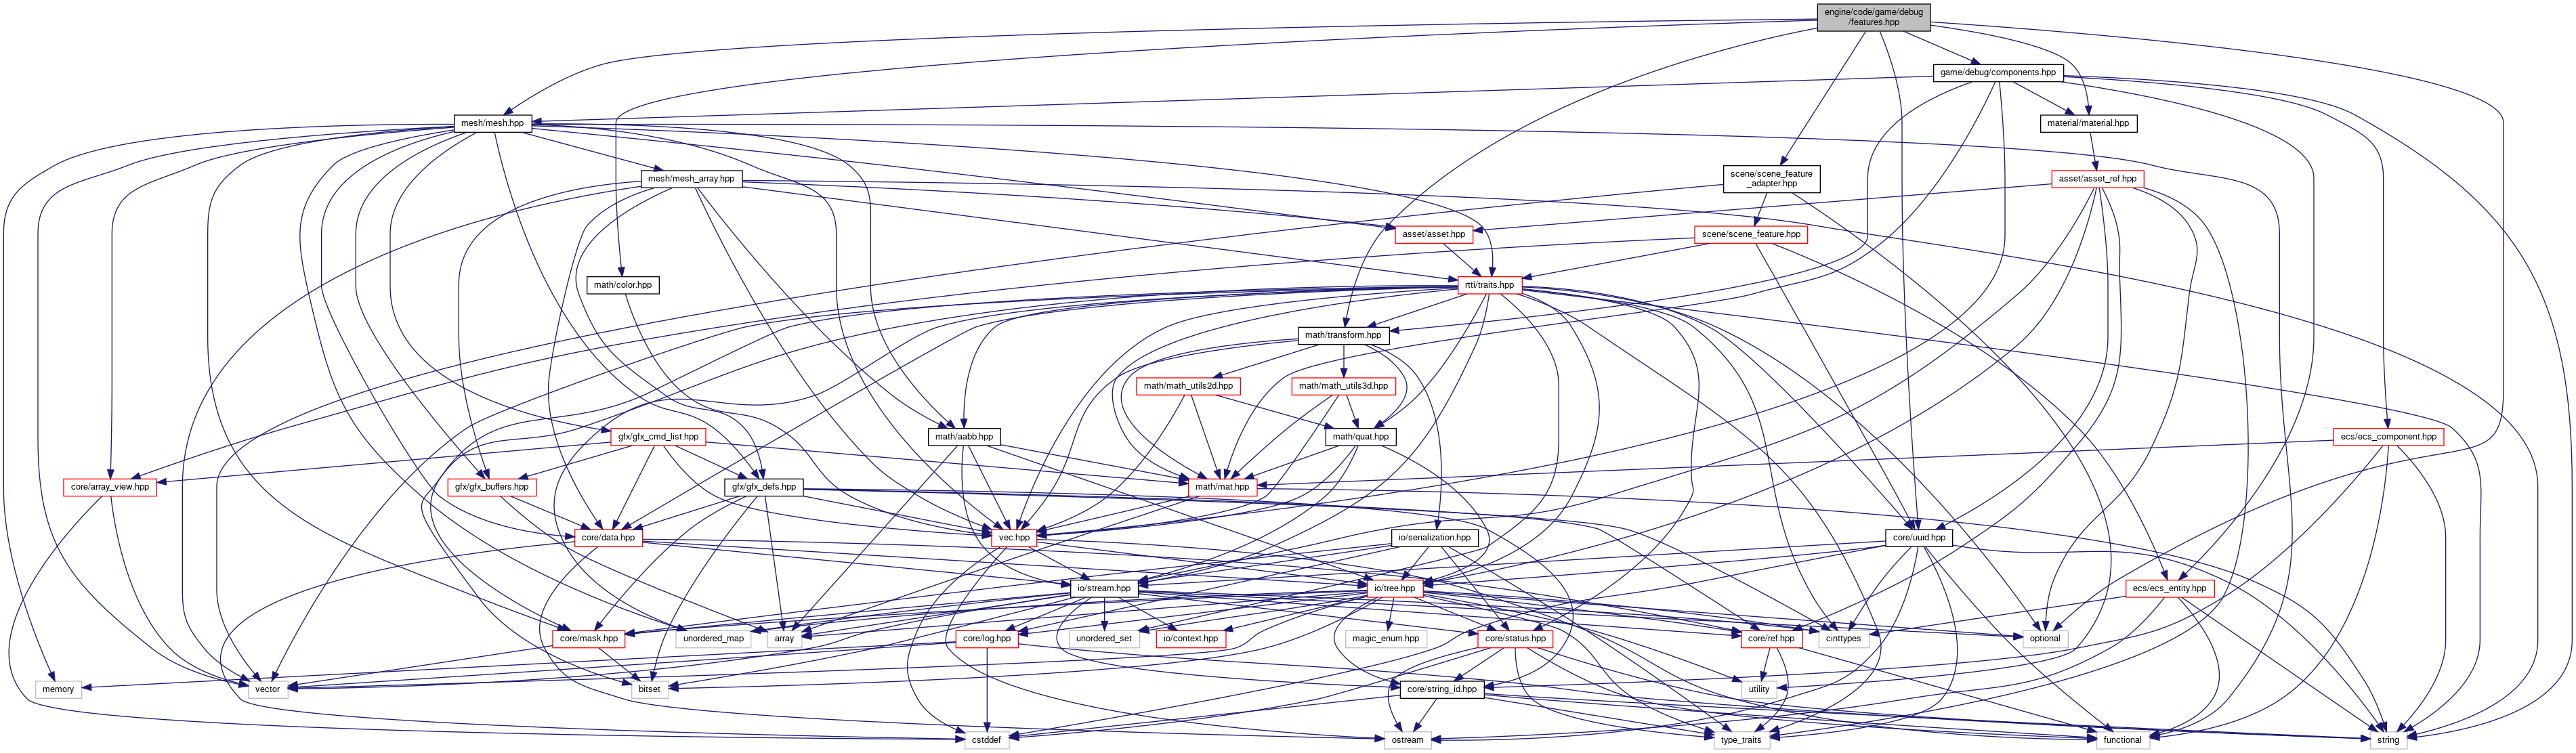 engine/code/game/debug
/features.hpp
game/debug/components.hpp
mesh/mesh.hpp
material/material.hpp
mesh/mesh_array.hpp
scene/scene_feature
_adapter.hpp
asset/asset_ref.hpp
asset/asset.hpp
scene/scene_feature.hpp
math/color.hpp
rtti/traits.hpp
math/transform.hpp
math/math_utils2d.hpp
math/math_utils3d.hpp
gfx/gfx_cmd_list.hpp
math/aabb.hpp
math/quat.hpp
ecs/ecs_component.hpp
core/array_view.hpp
gfx/gfx_buffers.hpp
gfx/gfx_defs.hpp
math/mat.hpp
core/data.hpp
vec.hpp
io/serialization.hpp
core/uuid.hpp
io/stream.hpp
io/tree.hpp
ecs/ecs_entity.hpp
core/mask.hpp
unordered_map
array
core/log.hpp
unordered_set
io/context.hpp
magic_enum.hpp
core/status.hpp
core/ref.hpp
cinttypes
optional
memory
vector
bitset
core/string_id.hpp
utility
cstddef
ostream
type_traits
functional
string